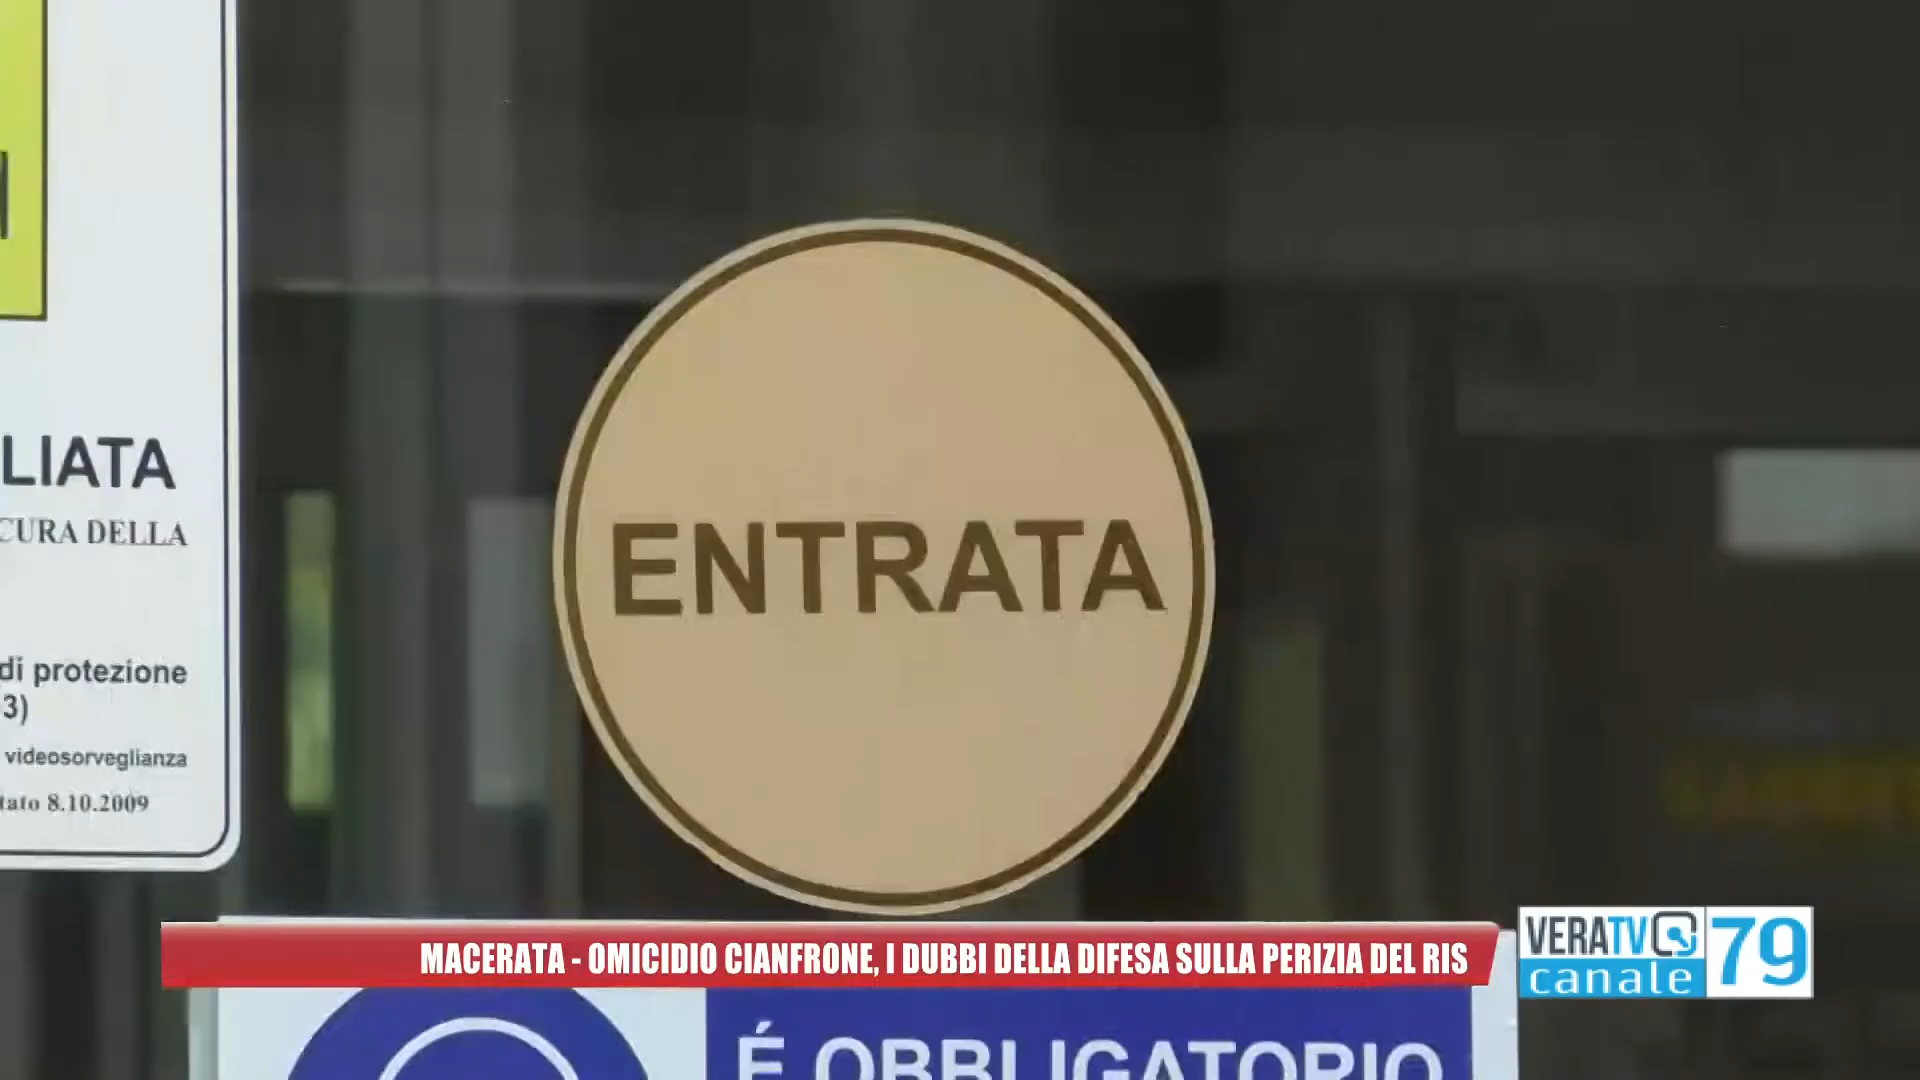 LIATA
CURA DELLA
di protezione
3)
videosorveglianza
tato 8.10.2009
ENTRATA
MACERATA - OMICIDIO CIANFRONE, I DUBBI DELLA DIFESA SULLA PERIZIA DEL RIS
VERATV
canale
79
É OBBLIGATORIO